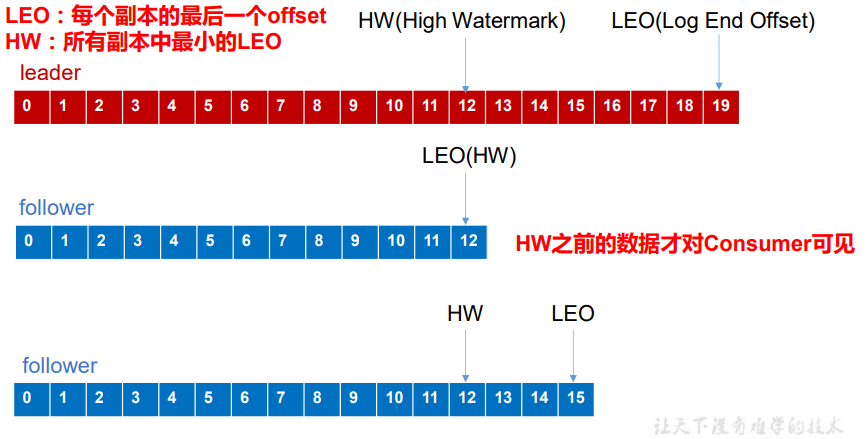 LEO：每个副本的最后一个offset
HW：所有副本中最小的LEO
HW(High Watermark)
LEO(Log End Offset)
leader
0 1 2 3 4 5 6 7 8 9 10 11 12 13 14 15 16 17 18 19
LEO(HW)
follower
0 1 2 3 4 5 6 7 8 9 10 11 12
HW之前的数据才对Consumer可见
HW
LEO
follower
0 1 2 3 4 5 6 7 8 9 10 11 12 13 14 15
让天下没有难学的技术